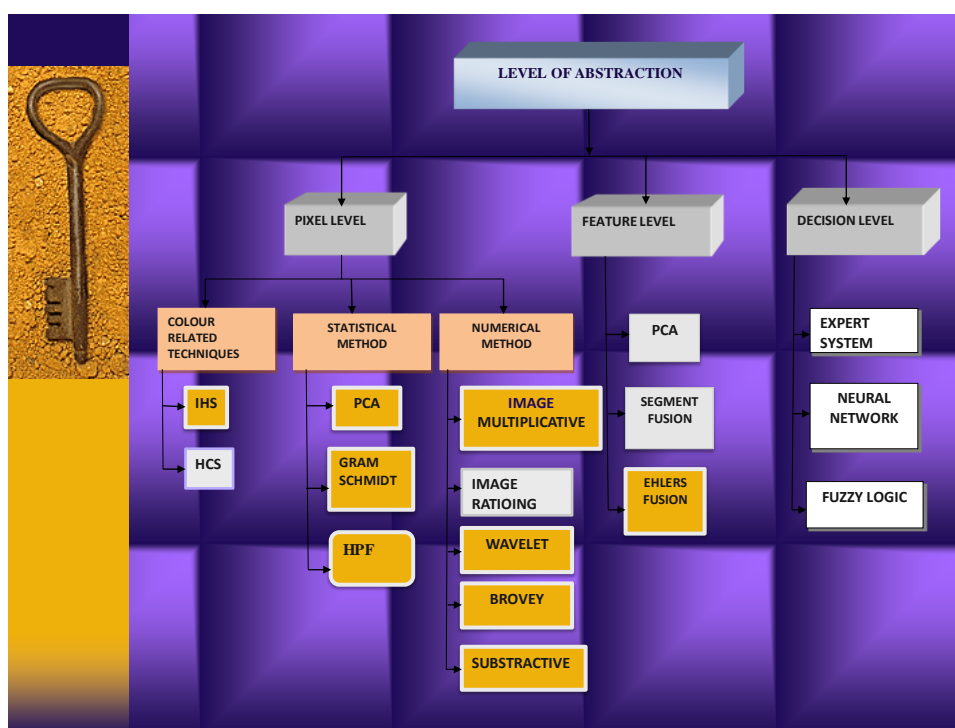 LEVEL OF ABSTRACTION
PIXEL LEVEL
FEATURE LEVEL
DECISION LEVEL
COLOUR
RELATED
TECHNIQUES
STATISTICAL
METHOD
NUMERICAL
METHOD
IHS
HCS
PCA
GRAM
SCHMIDT
HPF
IMAGE
MULTIPLICATIVE
IMAGE
RATIOING
WAVELET
BROVEY
SUBSTRACTIVE
PCA
SEGMENT
FUSION
EHLERS
FUSION
EXPERT
SYSTEM
NEURAL
NETWORK
FUZZY LOGIC